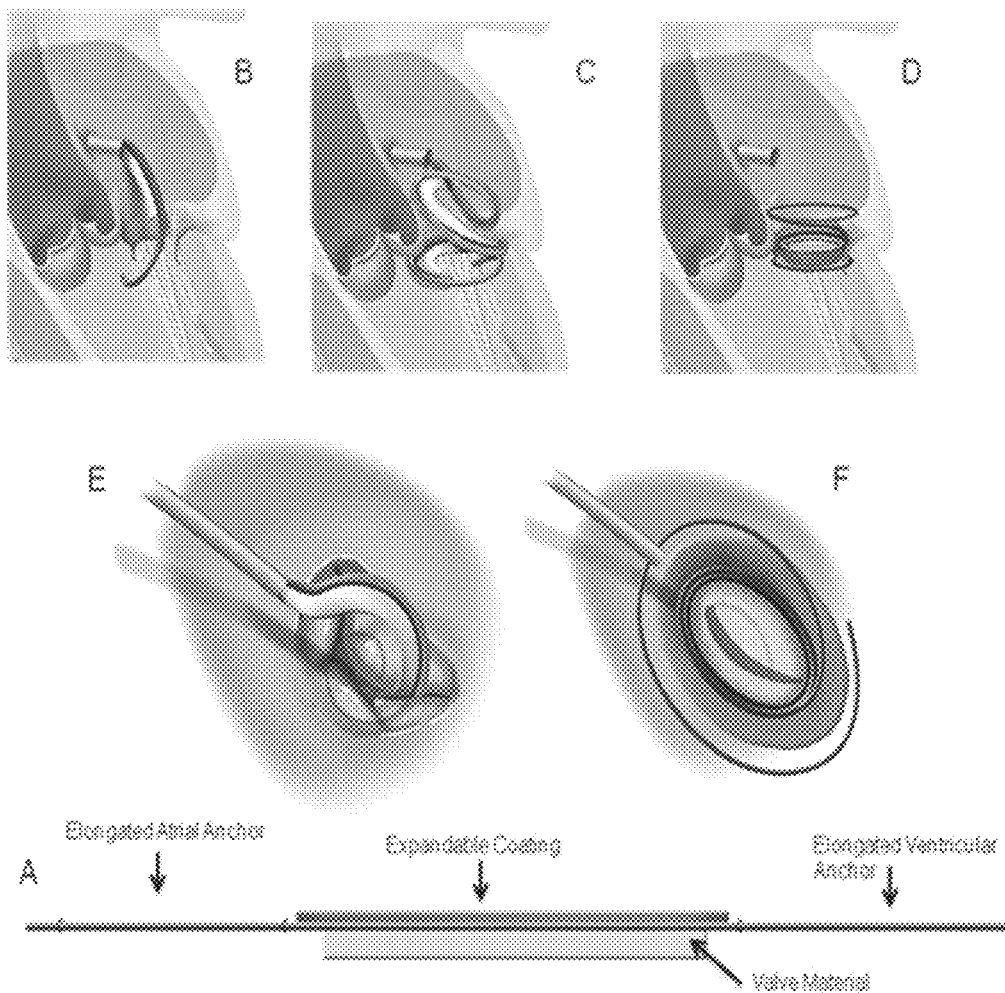 B
C
D
E
F
Elongated Atrial Anchor
Expandable Coating
Elongated Ventricular
Anchor
A
Valve Material